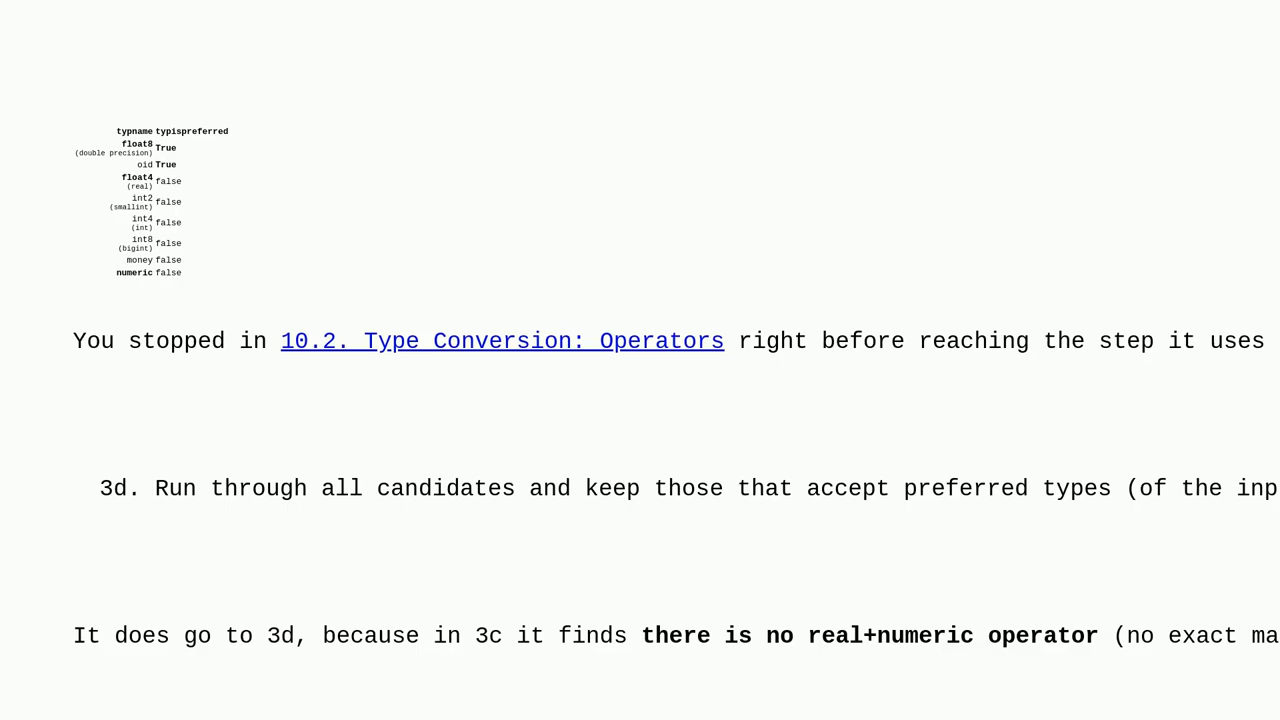 typname typispreferred
float8
(double precision) True
oid True
float4
(real) false
int2
(smallint) false
int4
(int) false
int8
(bigint) false
money false
numeric false
You stopped in 10.2. Type Conversion: Operators right before reaching the step it uses
3d. Run through all candidates and keep those that accept preferred types (of the inp
It does go to 3d, because in 3c it finds there is no real+numeric operator (no exact ma